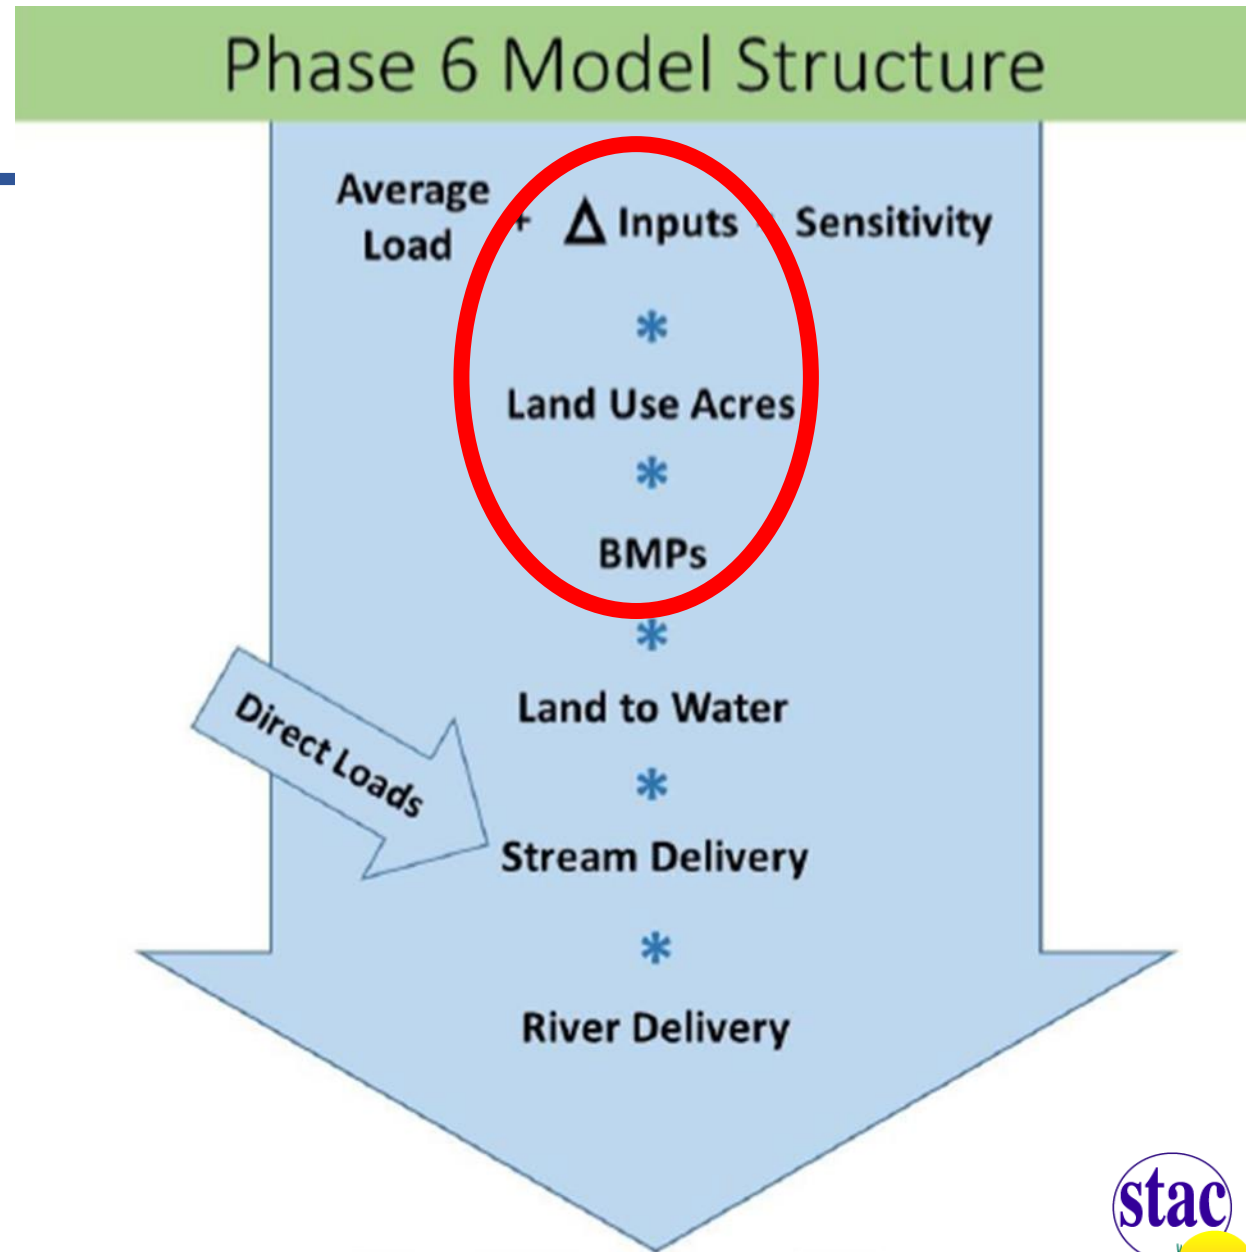 Phase 6 Model Structure
Average Load + Δ Inputs Sensitivity
*
Land Use Acres
*
BMPs
*
Land to Water
*
Direct Loads
Stream Delivery
*
River Delivery
stac